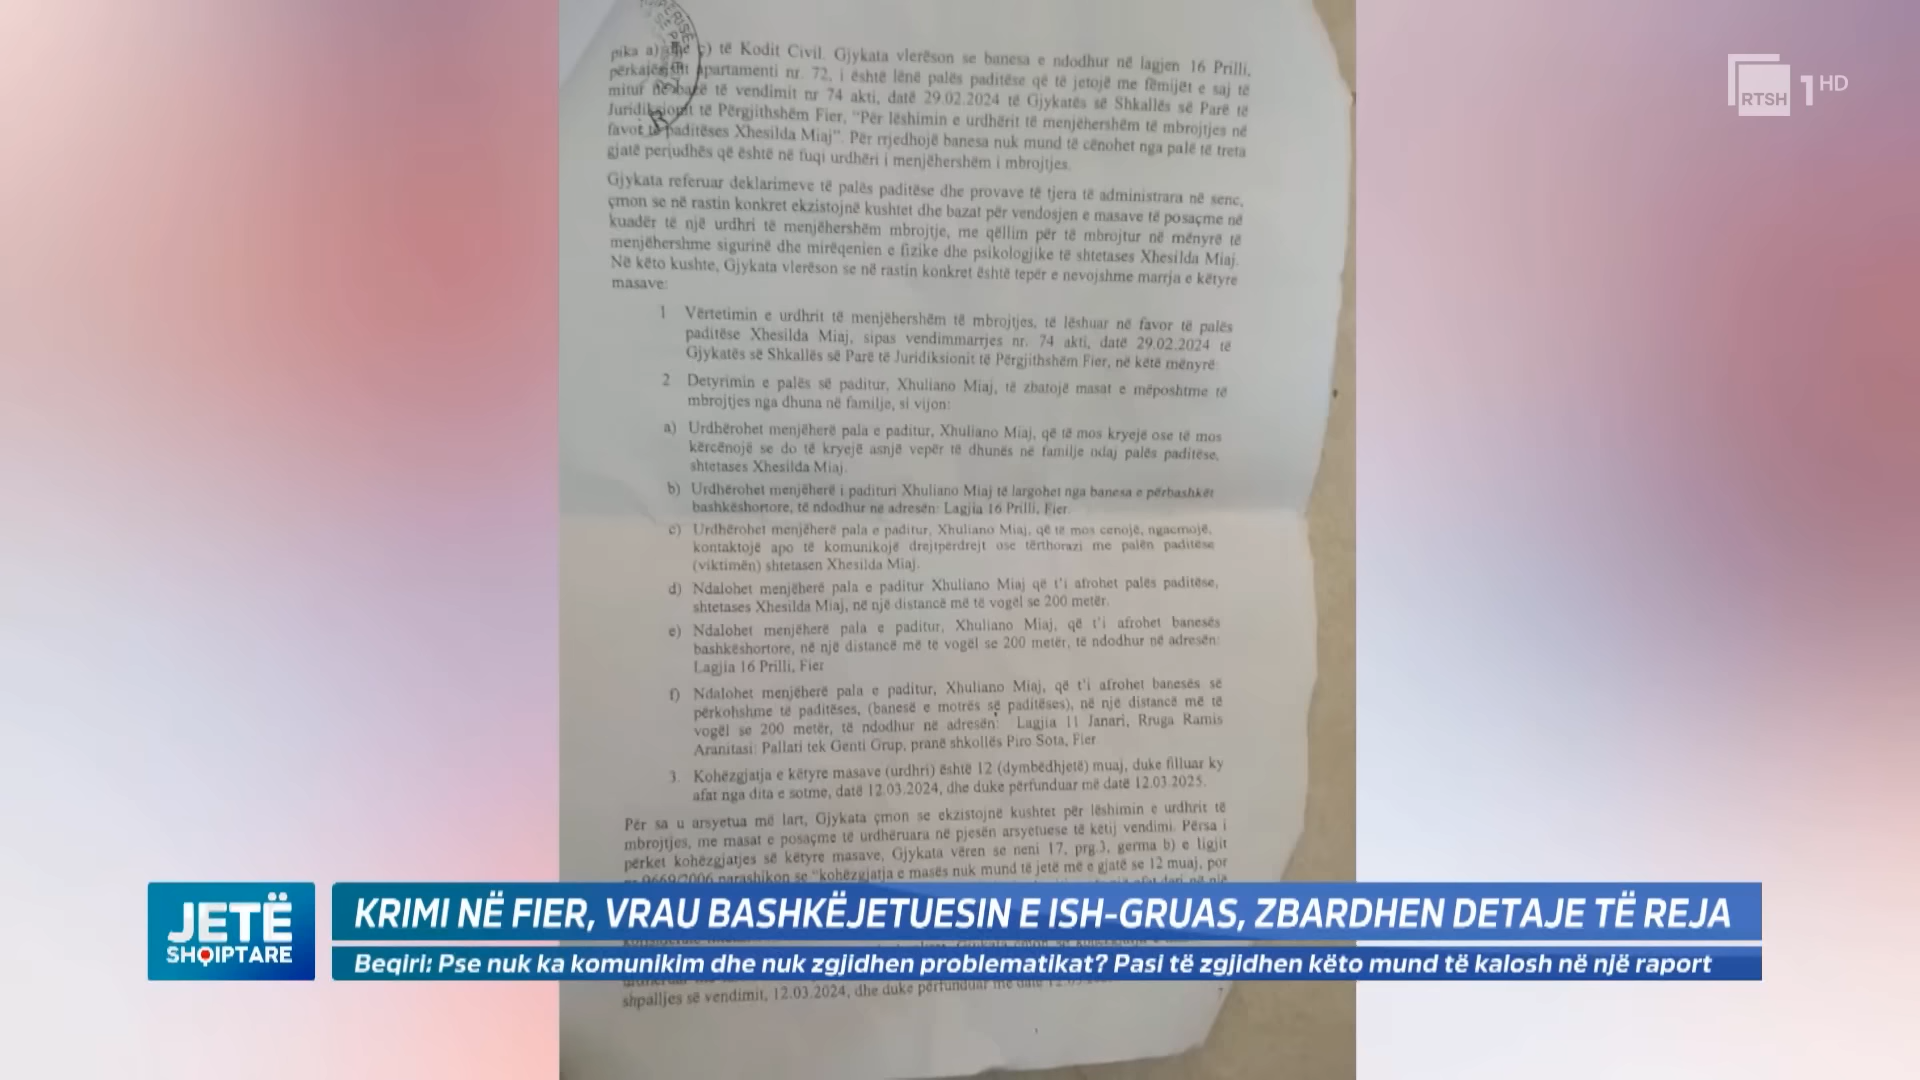 pika a) dhe ç) të Kodit Civil. Gjykata vlerëson se banesa e ndodhur në lagjen 16 Prilli,
përkatësisht apartamenti nr. 72, i është lënë palës paditëse që të jetojë me fëmijët e saj të
mitur në bazë të vendimit nr 74 akti, datë 29.02.2024 të Gjykatës së Shkallës së Parë të
Juridiksionit të Përgjithshëm Fier, "Për lëshimin e urdhërit të menjëhershëm të mbrojtjes në
favot të paditëses Xhesilda Miaj". Për rrjedhojë banesa nuk mund të cënohet nga palë të treta
gjatë periudhës që është në fuqi urdhëri i menjëhershëm i mbrojtjes.
Gjykata referuar deklarimeve të palës paditëse dhe provave të tjera të administrara në senc,
çmon se në rastin konkret ekzistojnë kushtet dhe bazat për vendosjen e masave të posaçme në
kuadër të një urdhri të menjëhershëm mbrojtje, me qëllim për të mbrojtur në mënyrë të
menjëhershme sigurinë dhe mirëqenien e fizike dhe psikologjike të shtetases Xhesilda Miaj.
Në këto kushte, Gjykata vlerëson se në rastin konkret është tepër e nevojshme marrja e këtyre
masave:
1 Vërtetimin e urdhrit të menjëhershëm të mbrojtjes, të lëshuar në favor të palës
paditëse Xhesilda Miaj, sipas vendimmarrjes nr. 74 akti, datë 29.02.2024 të
Gjykatës së Shkallës së Parë të Juridiksionit të Përgjithshëm Fier, në këtë mënyrë
2 Detyrimin e palës së paditur, Xhuliano Miaj, të zbatojë masat e mëposhtme të
mbrojtjes nga dhuna në familje, si vijon:
a) Urdhërohet menjëherë pala e paditur, Xhuliano Miaj, që të mos kryejë ose të mos
kërcënojë se do të kryejë asnjë vepër të dhunës në familje ndaj palës paditëse,
shtetases Xhesilda Miaj.
b) Urdhërohet menjëherë i padituri Xhuliano Miaj të largohet nga banesa e përbashkët
bashkëshortore, të ndodhur në adresën: Lagjia 16 Prilli, Fier.
c) Urdhërohet menjëherë pala e paditur, Xhuliano Miaj, që të mos cenojë, ngacmojë,
kontaktojë apo të komunikojë drejtpërdrejt ose tërthorazi me palën paditëse
(viktimën) shtetasen Xhesilda Miaj.
d) Ndalohet menjëherë pala e paditur Xhuliano Miaj që t'i afrohet palës paditëse,
shtetases Xhesilda Miaj, në një distancë më të vogël se 200 metër.
e) Ndalohet menjëherë pala e paditur, Xhuliano Miaj, që t'i afrohet banesës
bashkëshortore, në një distancë më të vogël se 200 metër, të ndodhur në adresën:
Lagjia 16 Prilli, Fier
f) Ndalohet menjëherë pala e paditur, Xhuliano Miaj, që t'i afrohet banesës së
përkohshme të paditëses, (banesë e motrës së paditëses), në një distancë më të
vogël se 200 metër, të ndodhur në adresën: Lagjia 11 Janari, Rruga Ramis
Aranitasi: Pallati tek Genti Grup, pranë shkollës Piro Sota, Fier
3. Kohëzgjatja e këtyre masave (urdhri) është 12 (dymbëdhjetë) muaj, duke filluar ky
afat nga dita e sotme, datë 12.03.2024, dhe duke përfunduar më datë 12.03.2025.
Për sa u arsyetua më lart, Gjykata çmon se ekzistojnë kushtet për lëshimin e urdhrit të
mbrojtjes, me masat e posaçme të urdhëruara në pjesën arsyetuese të këtij vendimi. Përsa i
përket kohëzgjatjes së këtyre masave, Gjykata vëren se neni 17, prg.3, germa b) e ligjit
9669/2006 parashikon se "kohëzgjatja e masës nuk mund të jetë më e gjatë se 12 muaj, por
shpalljes së vendimit, 12.03.2024, dhe duke përfunduar më datë
RTSH 1 HD
JETË
SHQIPTARE
KRIMI NË FIER, VRAU BASHKËJETUESIN E ISH-GRUAS, ZBARDHEN DETAJE TË REJA
Beqiri: Pse nuk ka komunikim dhe nuk zgjidhen problematikat? Pasi të zgjidhen këto mund të kalosh në një raport